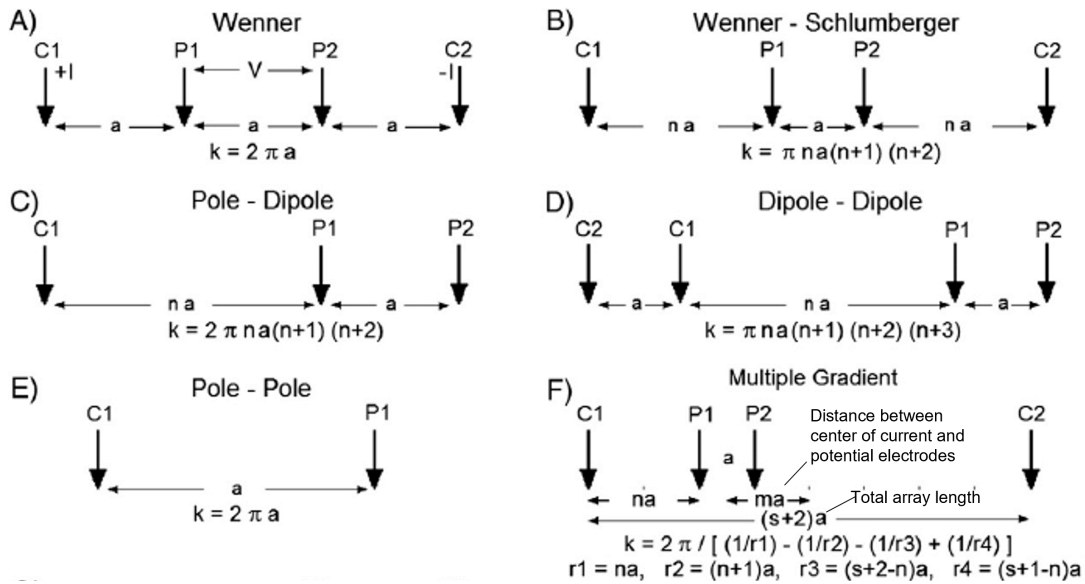 A) Wenner
C1 P1 P2 C2
+I V -I
a a a
k = 2 π a
B) Wenner - Schlumberger
C1 P1 P2 C2
n a a n a
k = π na(n+1) (n+2)
C) Pole - Dipole
C1 P1 P2
n a a
k = 2 π na(n+1) (n+2)
D) Dipole - Dipole
C2 C1 P1 P2
a n a a
k = π na(n+1) (n+2) (n+3)
E) Pole - Pole
C1 P1
a
k = 2 π a
F) Multiple Gradient
C1 P1 P2 C2
Distance between
center of current and
potential electrodes
a
na ma
Total array length
(s+2)a
k = 2 π / [ (1/r1) - (1/r2) - (1/r3) + (1/r4) ]
r1 = na, r2 = (n+1)a, r3 = (s+2-n)a, r4 = (s+1-n)a